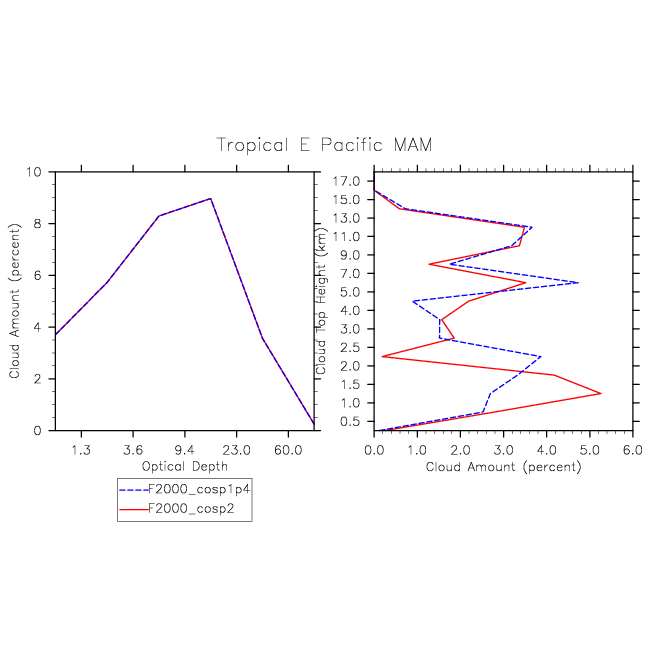 Tropical E Pacific MAM
Cloud Amount (percent)
10
8
6
4
2
0
1.3 3.6 9.4 23.0 60.0
Optical Depth
Cloud Top Height (km)
17.0
15.0
13.0
11.0
9.0
7.0
5.0
4.0
3.0
2.5
2.0
1.5
1.0
0.5
0.0 1.0 2.0 3.0 4.0 5.0 6.0
Cloud Amount (percent)
F2000_cosp1p4
F2000_cosp2